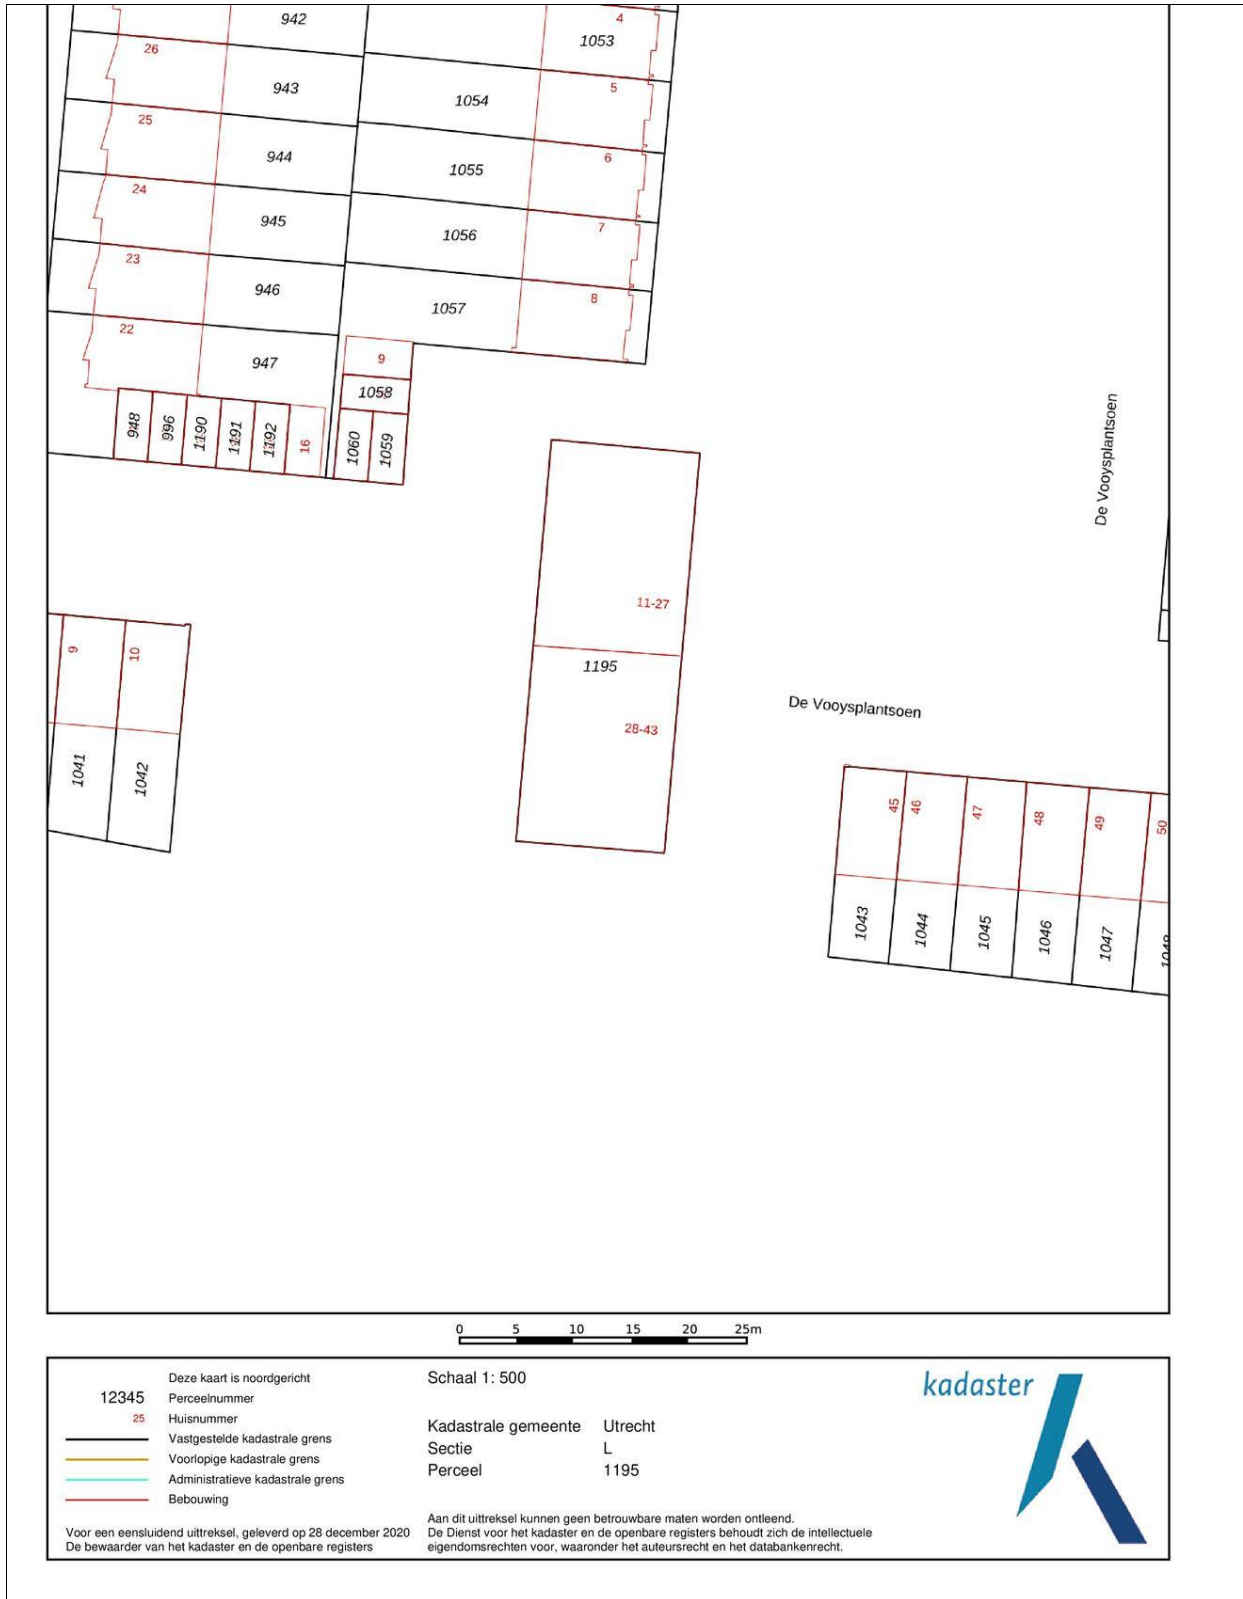 942
4
1053
26
943
1054
5
25
944
1055
6
24
945
1056
7
23
946
1057
8
22
947
9
1058
948
996
1190
1191
1192
16
1060
1059
De Vooysplantsoen
11-27
1195
28-43
De Vooysplantsoen
9
10
1041
1042
45
46
47
48
49
50
1043
1044
1045
1046
1047
1048
0 5 10 15 20 25m
Deze kaart is noordgericht
12345 Perceelnummer
25 Huisnummer
Vastgestelde kadastrale grens
Voorlopige kadastrale grens
Administratieve kadastrale grens
Bebouwing
Voor een eensluidend uittreksel, geleverd op 28 december 2020
De bewaarder van het kadaster en de openbare registers
Schaal 1: 500
Kadastrale gemeente Utrecht
Sectie L
Perceel 1195
Aan dit uittreksel kunnen geen betrouwbare maten worden ontleend.
De Dienst voor het kadaster en de openbare registers behoudt zich de intellectuele
eigendomsrechten voor, waaronder het auteursrecht en het databankenrecht.
kadaster